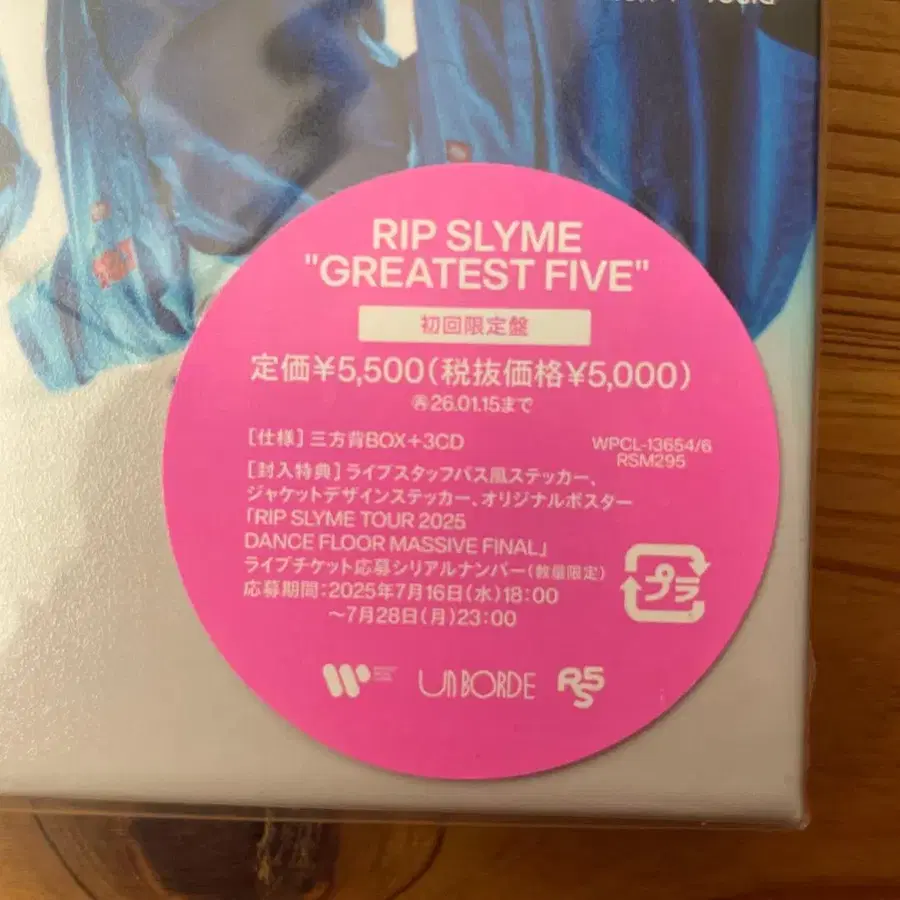 RIP SLYME
"GREATEST FIVE"
初回限定盤
定価¥5,500(税抜価格¥5,000)
Ⓡ26.01.15まで
[仕様]三方背BOX+3CD
WPCL-13654/6
RSM295
[封入特典]ライブスタッフパス風ステッカー、
ジャケットデザインステッカー、オリジナルポスター
「RIP SLYME TOUR 2025
DANCE FLOOR MASSIVE FINAL」
ライブチケット応募シリアルナンバー(数量限定)
応募期間:2025年7月16日(水)18:00
~7月28日(月)23:00
プラ
UNBORDE
RS5